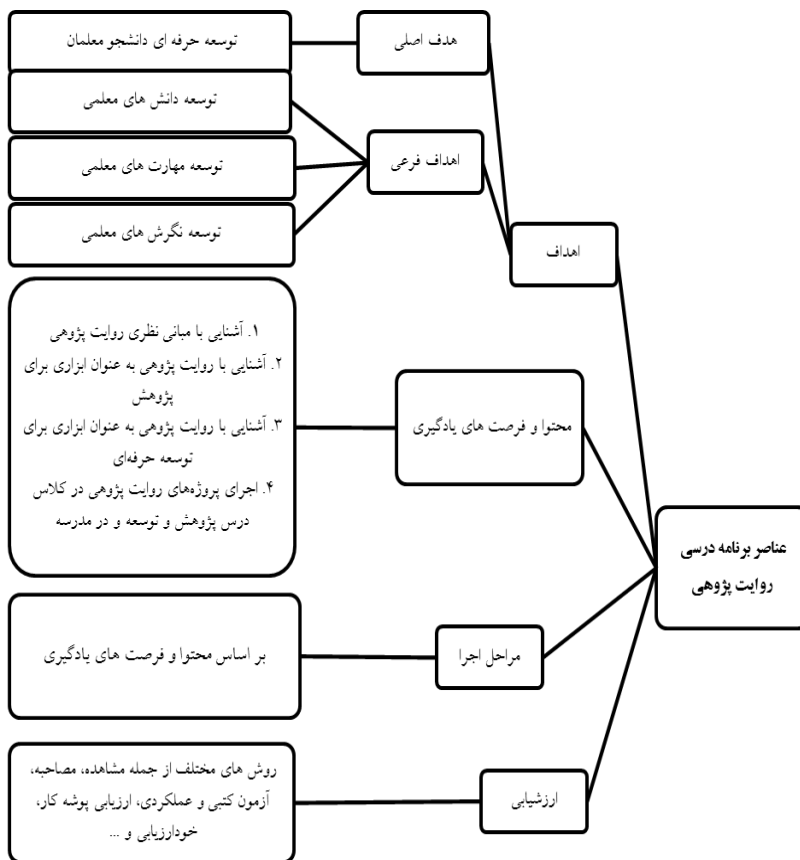 عناصر برنامه درسی
روایت پژوهی
اهداف
هدف اصلی
توسعه حرفه ای دانشجو معلمان
اهداف فرعی
توسعه دانش های معلمی
توسعه مهارت های معلمی
توسعه نگرش های معلمی
محتوا و فرصت های یادگیری
۱. آشنایی با مبانی نظری روایت پژوهی
۲. آشنایی با روایت پژوهی به عنوان ابزاری برای
پژوهش
۳. آشنایی با روایت پژوهی به عنوان ابزاری برای
توسعه حرفه‌ای
۴. اجرای پروژه‌های روایت پژوهی در کلاس
درس پژوهش و توسعه و در مدرسه
مراحل اجرا
بر اساس محتوا و فرصت های یادگیری
ارزشیابی
روش های مختلف از جمله مشاهده، مصاحبه،
آزمون کتبی و عملکردی، ارزیابی پوشه کار،
خودارزیابی و ...